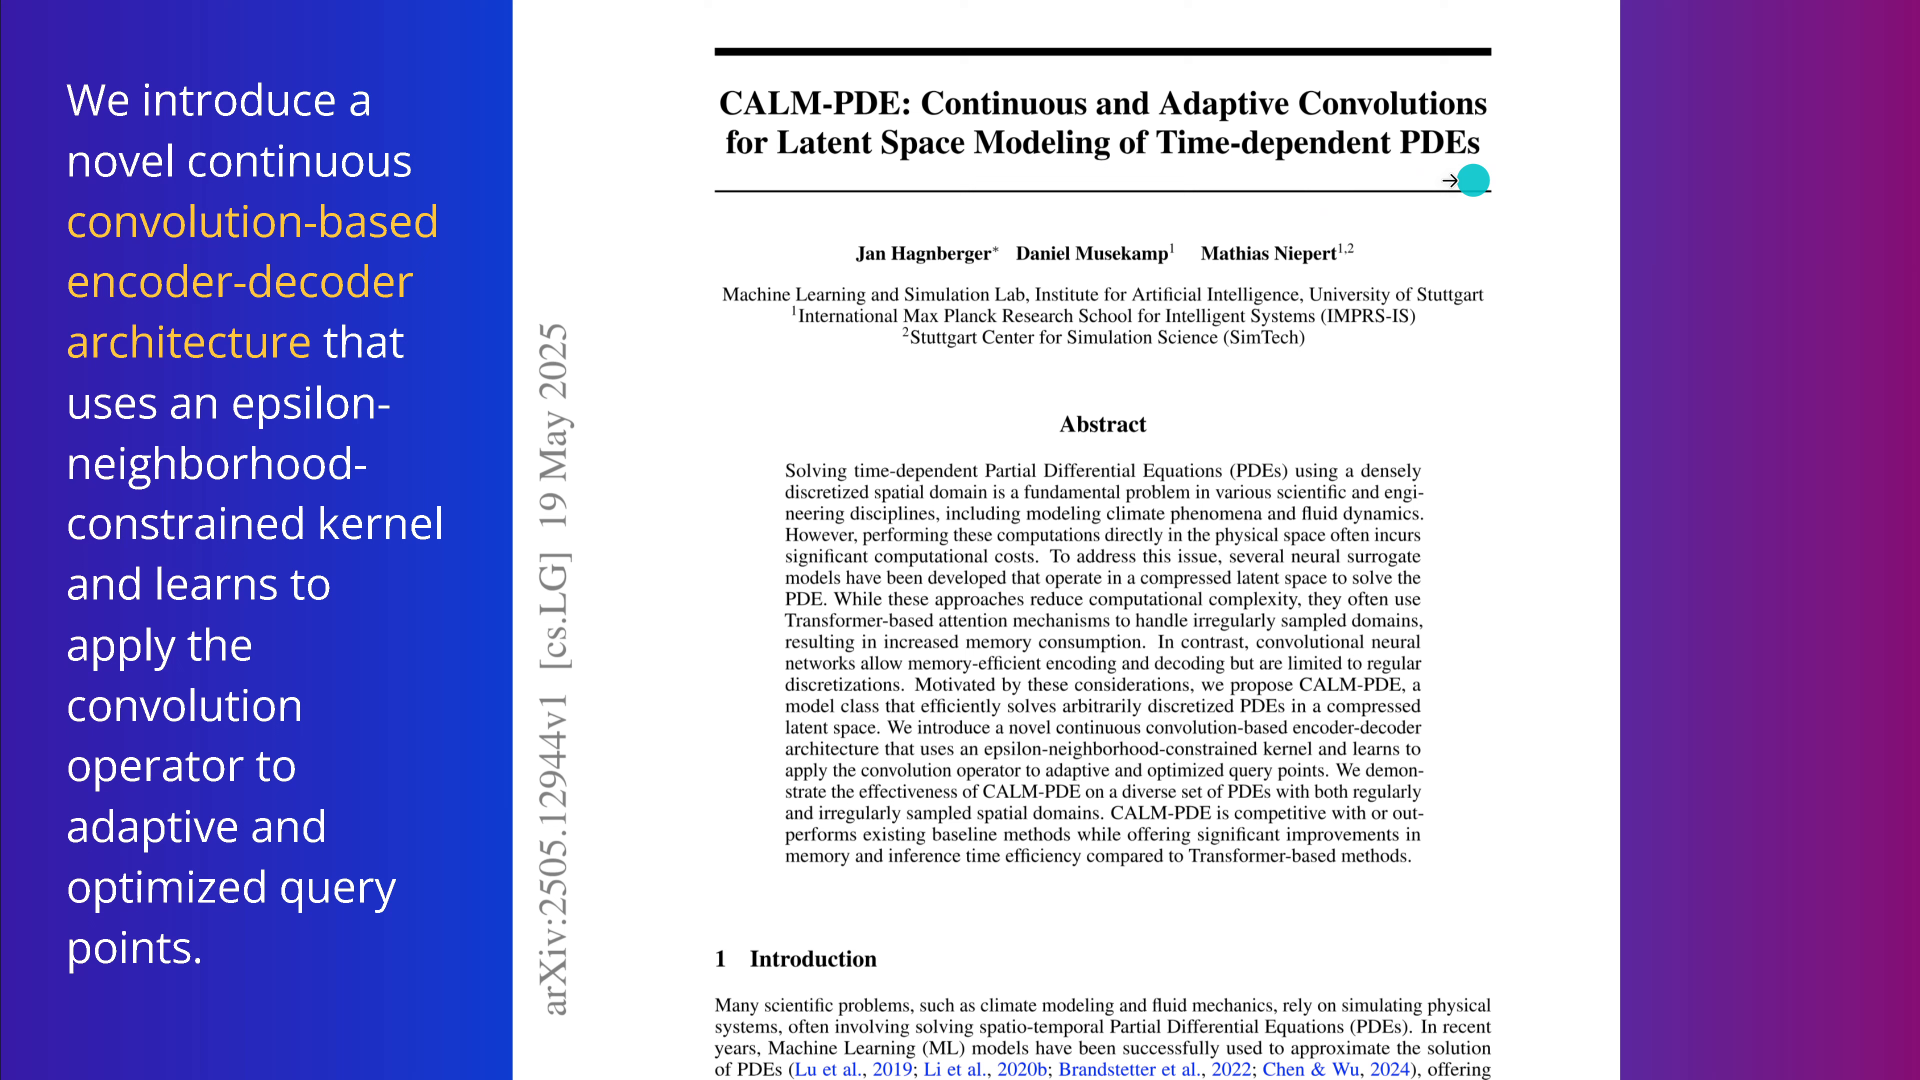 We introduce a
novel continuous
convolution-based
encoder-decoder
architecture that
uses an epsilon-
neighborhood-
constrained kernel
and learns to
apply the
convolution
operator to
adaptive and
optimized query
points.
arXiv:2505.12944v1 [cs.LG] 19 May 2025
CALM-PDE: Continuous and Adaptive Convolutions
for Latent Space Modeling of Time-dependent PDEs
→
Jan Hagnberger* Daniel Musekamp¹ Mathias Niepert¹,²
Machine Learning and Simulation Lab, Institute for Artificial Intelligence, University of Stuttgart
¹International Max Planck Research School for Intelligent Systems (IMPRS-IS)
²Stuttgart Center for Simulation Science (SimTech)
Abstract
Solving time-dependent Partial Differential Equations (PDEs) using a densely
discretized spatial domain is a fundamental problem in various scientific and engi-
neering disciplines, including modeling climate phenomena and fluid dynamics.
However, performing these computations directly in the physical space often incurs
significant computational costs. To address this issue, several neural surrogate
models have been developed that operate in a compressed latent space to solve the
PDE. While these approaches reduce computational complexity, they often use
Transformer-based attention mechanisms to handle irregularly sampled domains,
resulting in increased memory consumption. In contrast, convolutional neural
networks allow memory-efficient encoding and decoding but are limited to regular
discretizations. Motivated by these considerations, we propose CALM-PDE, a
model class that efficiently solves arbitrarily discretized PDEs in a compressed
latent space. We introduce a novel continuous convolution-based encoder-decoder
architecture that uses an epsilon-neighborhood-constrained kernel and learns to
apply the convolution operator to adaptive and optimized query points. We demon-
strate the effectiveness of CALM-PDE on a diverse set of PDEs with both regularly
and irregularly sampled spatial domains. CALM-PDE is competitive with or out-
performs existing baseline methods while offering significant improvements in
memory and inference time efficiency compared to Transformer-based methods.
1 Introduction
Many scientific problems, such as climate modeling and fluid mechanics, rely on simulating physical
systems, often involving solving spatio-temporal Partial Differential Equations (PDEs). In recent
years, Machine Learning (ML) models have been successfully used to approximate the solution
of PDEs (Lu et al., 2019; Li et al., 2020b; Brandstetter et al., 2022; Chen & Wu, 2024), offering